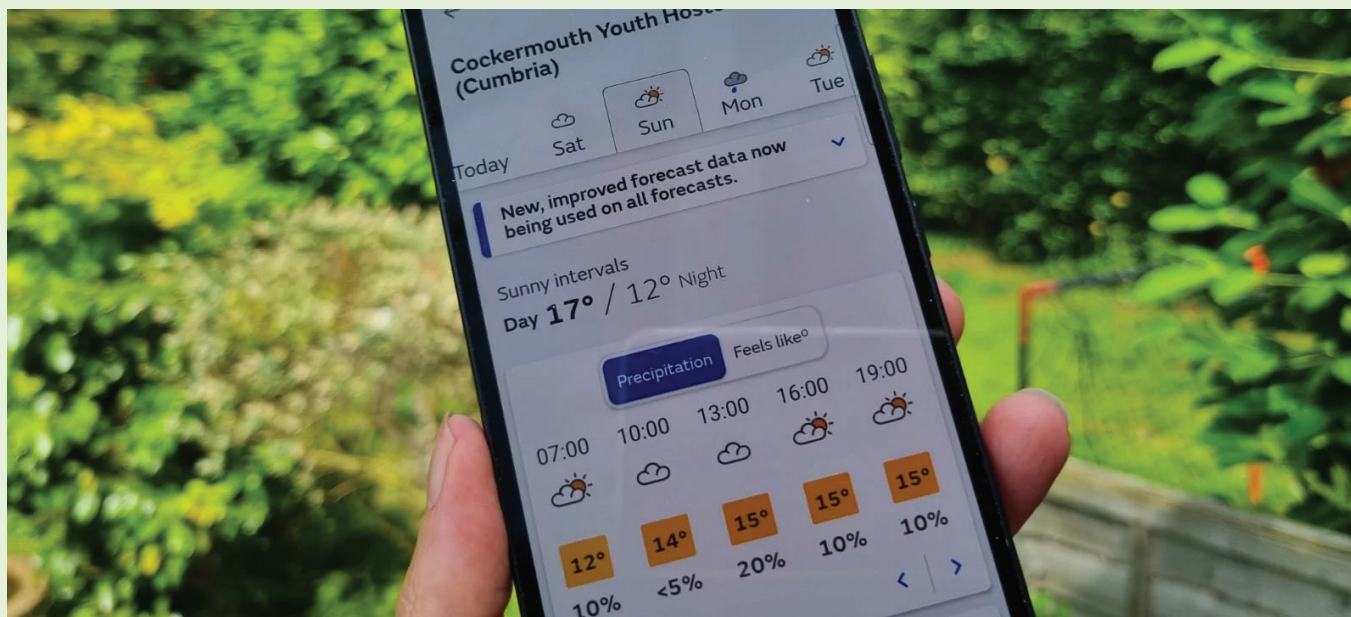 Cockermouth Youth
(Cumbria)
Today Sat Sun Mon Tue
New, improved forecast data now
being used on all forecasts.
Sunny intervals
Day 17° / 12° Night
Precipitation Feels like°
07:00 10:00 13:00 16:00 19:00
12° 14° 15° 15° 15°
10% <5% 20% 10% 10%